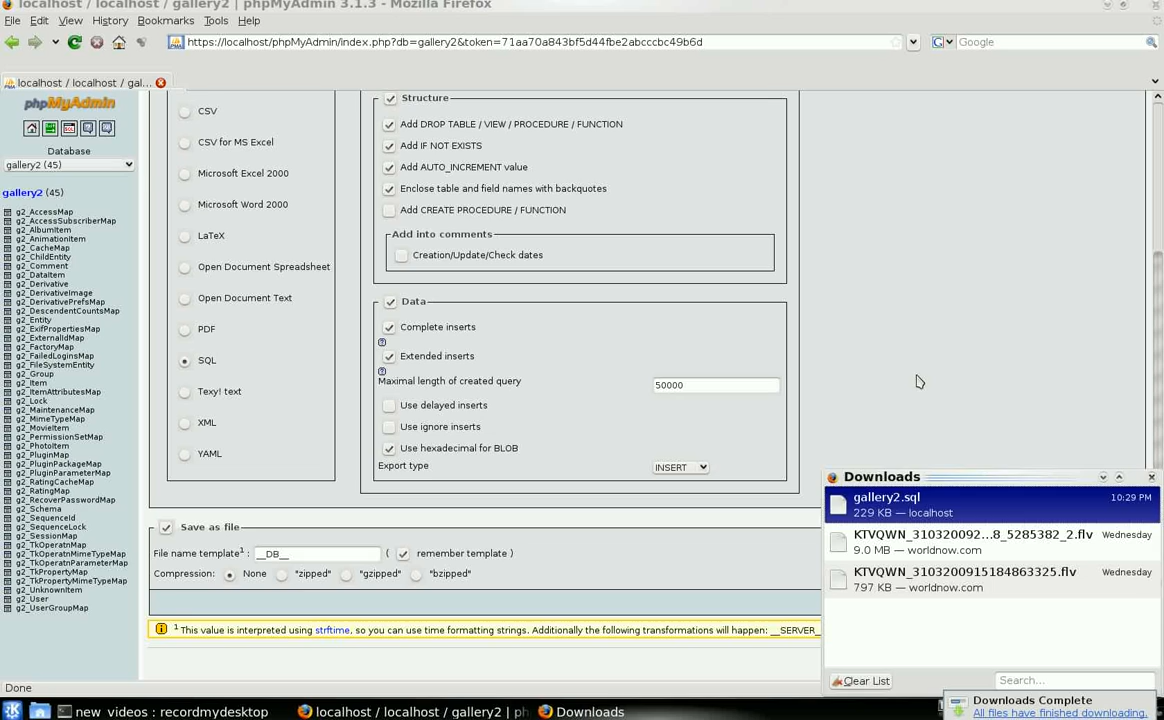 localhost / localhost / gallery2 | phpMyAdmin 3.1.3 - Mozilla Firefox
File Edit View History Bookmarks Tools Help
https://localhost/phpMyAdmin/index.php?db=gallery2&token=71aa70a843bf5d44fbe2abcccbc49b6d
Google
localhost / localhost / gal...
phpMyAdmin
Database
gallery2 (45)
gallery2 (45)
g2_AccessMap
g2_AccessSubscriberMap
g2_AlbumItem
g2_AnimationItem
g2_CacheMap
g2_ChildEntity
g2_Comment
g2_DataItem
g2_Derivative
g2_DerivativeImage
g2_DerivativePrefsMap
g2_DescendentCountsMap
g2_Entity
g2_ExifPropertiesMap
g2_ExternalIdMap
g2_FactoryMap
g2_FailedLoginsMap
g2_FileSystemEntity
g2_Group
g2_Item
g2_ItemAttributesMap
g2_Lock
g2_MaintenanceMap
g2_MimeTypeMap
g2_MovieItem
g2_PermissionSetMap
g2_PhotoItem
g2_PluginMap
g2_PluginPackageMap
g2_PluginParameterMap
g2_RatingCacheMap
g2_RatingMap
g2_RecoverPasswordMap
g2_Schema
g2_SequenceId
g2_SequenceLock
g2_SessionMap
g2_TkOperatnMap
g2_TkOperatnMimeTypeMap
g2_TkOperatnParameterMap
g2_TkPropertyMap
g2_TkPropertyMimeTypeMap
g2_UnknownItem
g2_User
g2_UserGroupMap
CSV
CSV for MS Excel
Microsoft Excel 2000
Microsoft Word 2000
LaTeX
Open Document Spreadsheet
Open Document Text
PDF
SQL
Texy! text
XML
YAML
Structure
Add DROP TABLE / VIEW / PROCEDURE / FUNCTION
Add IF NOT EXISTS
Add AUTO_INCREMENT value
Enclose table and field names with backquotes
Add CREATE PROCEDURE / FUNCTION
Add into comments
Creation/Update/Check dates
Data
Complete inserts
Extended inserts
Maximal length of created query 50000
Use delayed inserts
Use ignore inserts
Use hexadecimal for BLOB
Export type INSERT
Save as file
File name template1 : __DB__ ( remember template )
Compression: None "zipped" "gzipped" "bzipped"
1 This value is interpreted using strftime, so you can use time formatting strings. Additionally the following transformations will happen: __SERVER_
Downloads
gallery2.sql 10:29 PM
229 KB — localhost
KTVQWN_310320092...8_5285382_2.flv Wednesday
9.0 MB — worldnow.com
KTVQWN_3103200915184863325.flv Wednesday
797 KB — worldnow.com
Clear List Search...
Downloads Complete
All files have finished downloading.
Done
new_videos : recordmydesktop
localhost / localhost / gallery2 | ph
Downloads